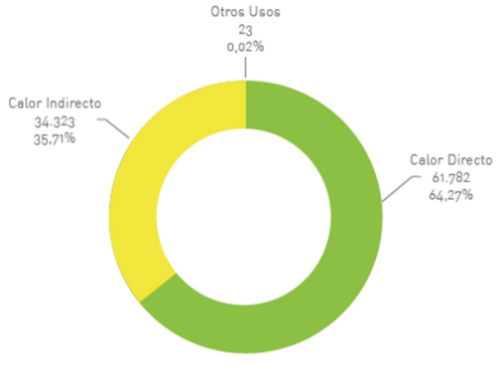 Otros Usos
23
0,02%
Calor Indirecto
34.323
35,71%
Calor Directo
61.782
64,27%